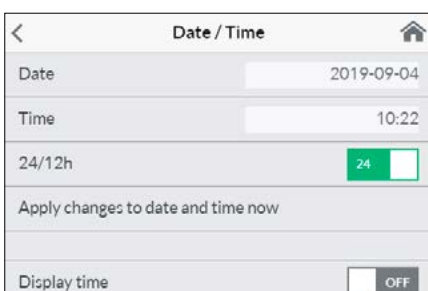 Date / Time
Date 2019-09-04
Time 10:22
24/12h 24
Apply changes to date and time now
Display time OFF